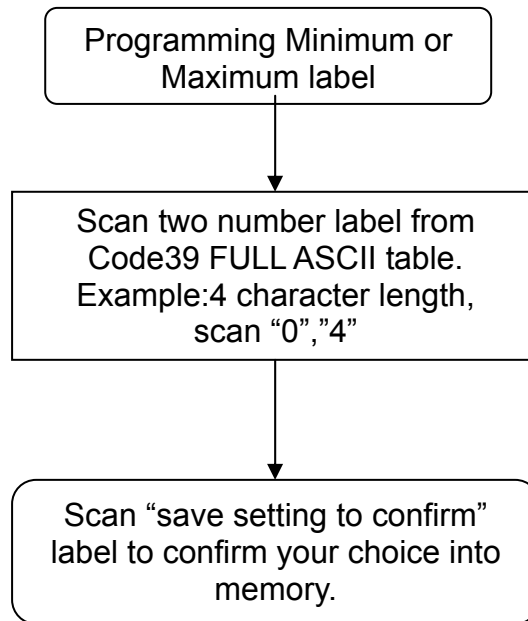 Programming Minimum or
Maximum label
Scan two number label from
Code39 FULL ASCII table.
Example:4 character length,
scan “0”,”4”
Scan “save setting to confirm”
label to confirm your choice into
memory.